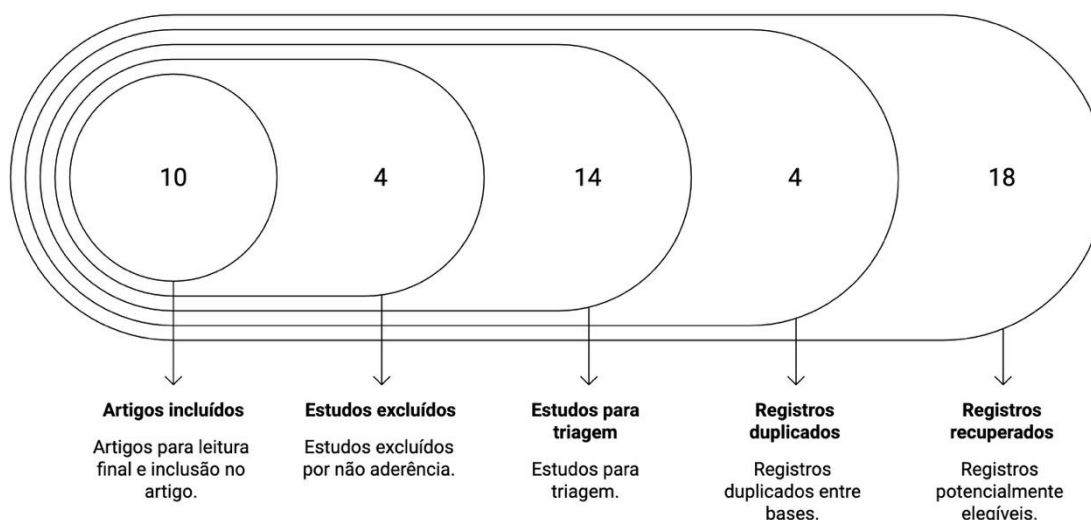 10
4
14
4
18
Artigos incluídos
Artigos para leitura
final e inclusão no
artigo.
Estudos excluídos
Estudos excluídos
por não aderência.
Estudos para
triagem
Estudos para
triagem.
Registros
duplicados
Registros
duplicados entre
bases.
Registros
recuperados
Registros
potencialmente
elegíveis.